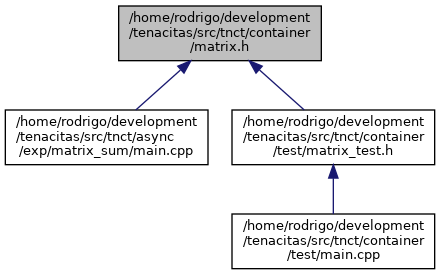 /home/rodrigo/development
/tenacitas/src/tnct/container
/matrix.h
/home/rodrigo/development
/tenacitas/src/tnct/async
/exp/matrix_sum/main.cpp
/home/rodrigo/development
/tenacitas/src/tnct/container
/test/matrix_test.h
/home/rodrigo/development
/tenacitas/src/tnct/container
/test/main.cpp